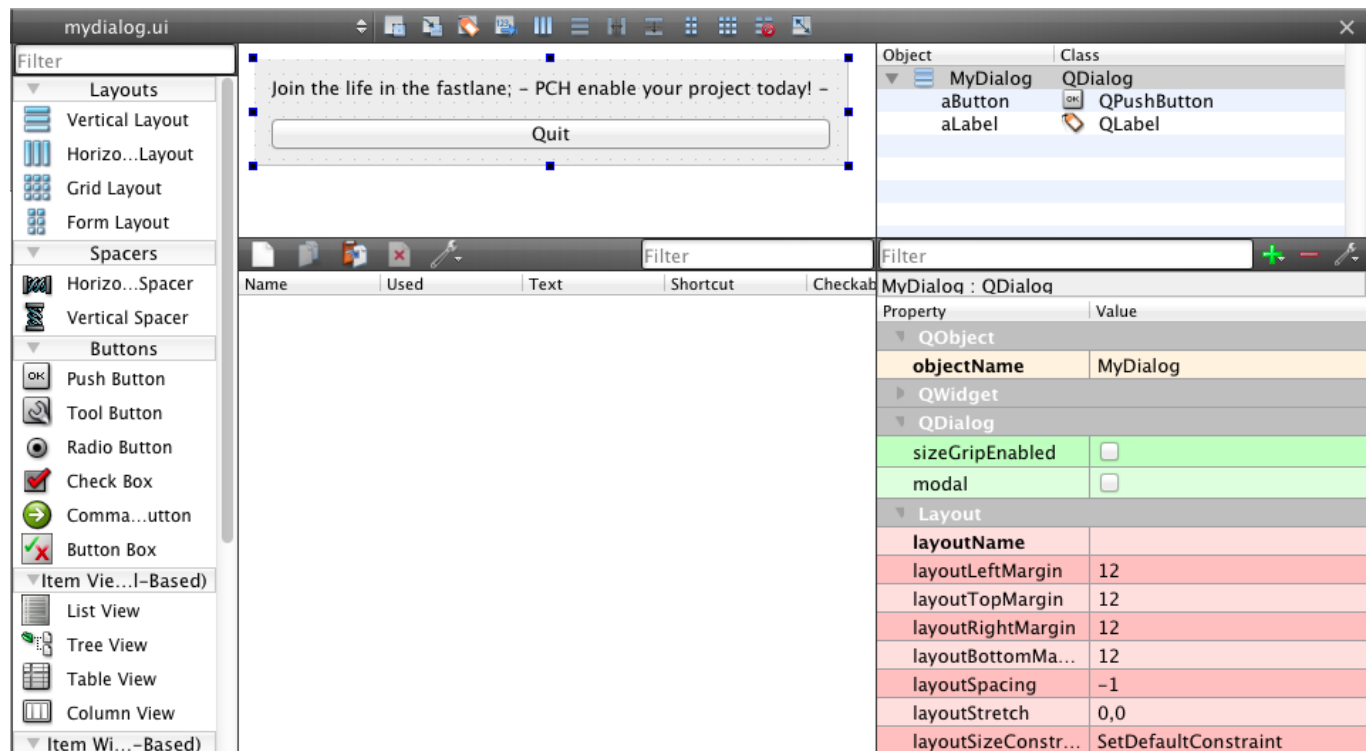 mydialog.ui
Filter
Layouts
Vertical Layout
Horizo...Layout
Grid Layout
Form Layout
Spacers
Horizo...Spacer
Vertical Spacer
Buttons
OK Push Button
Tool Button
Radio Button
Check Box
Comma...utton
Button Box
Item Vie...l-Based)
List View
Tree View
Table View
Column View
Item Wi...-Based)
Join the life in the fastlane; – PCH enable your project today! –
Quit
Filter
Name Used Text Shortcut Checkab
Object Class
MyDialog QDialog
aButton OK QPushButton
aLabel QLabel
Filter
MyDialog : QDialog
Property Value
QObject
objectName MyDialog
QWidget
QDialog
sizeGripEnabled
modal
Layout
layoutName
layoutLeftMargin 12
layoutTopMargin 12
layoutRightMargin 12
layoutBottomMa... 12
layoutSpacing -1
layoutStretch 0,0
layoutSizeConstr... SetDefaultConstraint